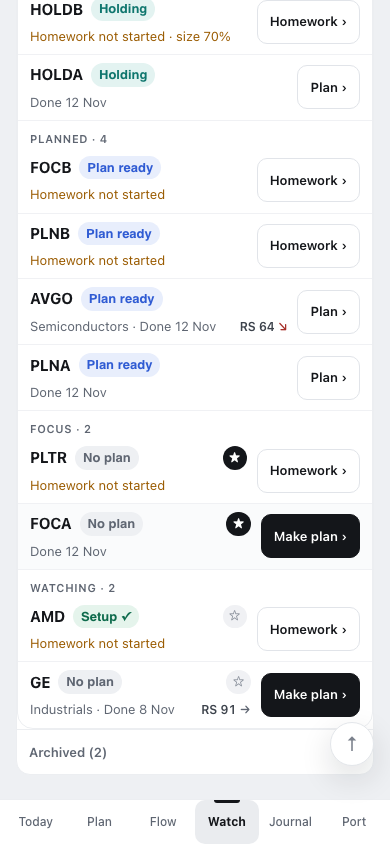 HOLDB Holding
Homework not started · size 70%
Homework ›
HOLDA Holding
Done 12 Nov
Plan ›
PLANNED · 4
FOCB Plan ready
Homework not started
Homework ›
PLNB Plan ready
Homework not started
Homework ›
AVGO Plan ready
Semiconductors · Done 12 Nov RS 64 ↘
Plan ›
PLNA Plan ready
Done 12 Nov
Plan ›
FOCUS · 2
PLTR No plan ★
Homework not started
Homework ›
FOCA No plan ★
Done 12 Nov
Make plan ›
WATCHING · 2
AMD Setup ✓ ☆
Homework not started
Homework ›
GE No plan ☆
Industrials · Done 8 Nov RS 91 →
Make plan ›
Archived (2)
↑
Today Plan Flow Watch Journal Port